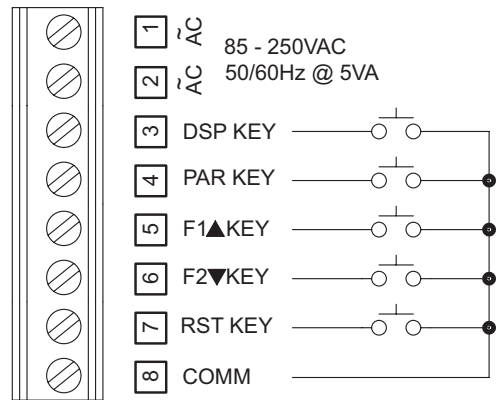 1 ~AC
85 - 250VAC
2 ~AC
50/60Hz @ 5VA
3 DSP KEY
4 PAR KEY
5 F1▲KEY
6 F2▼KEY
7 RST KEY
8 COMM